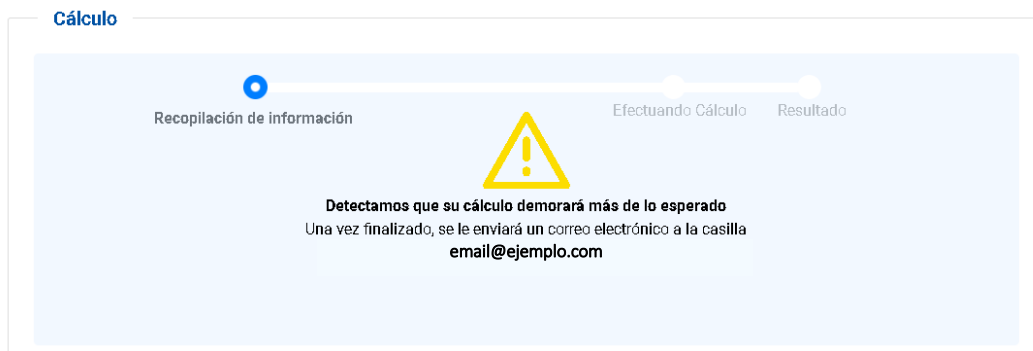 Cálculo
Recopilación de información
Efectuando Cálculo
Resultado
Detectamos que su cálculo demorará más de lo esperado
Una vez finalizado, se le enviará un correo electrónico a la casilla
email@ejemplo.com